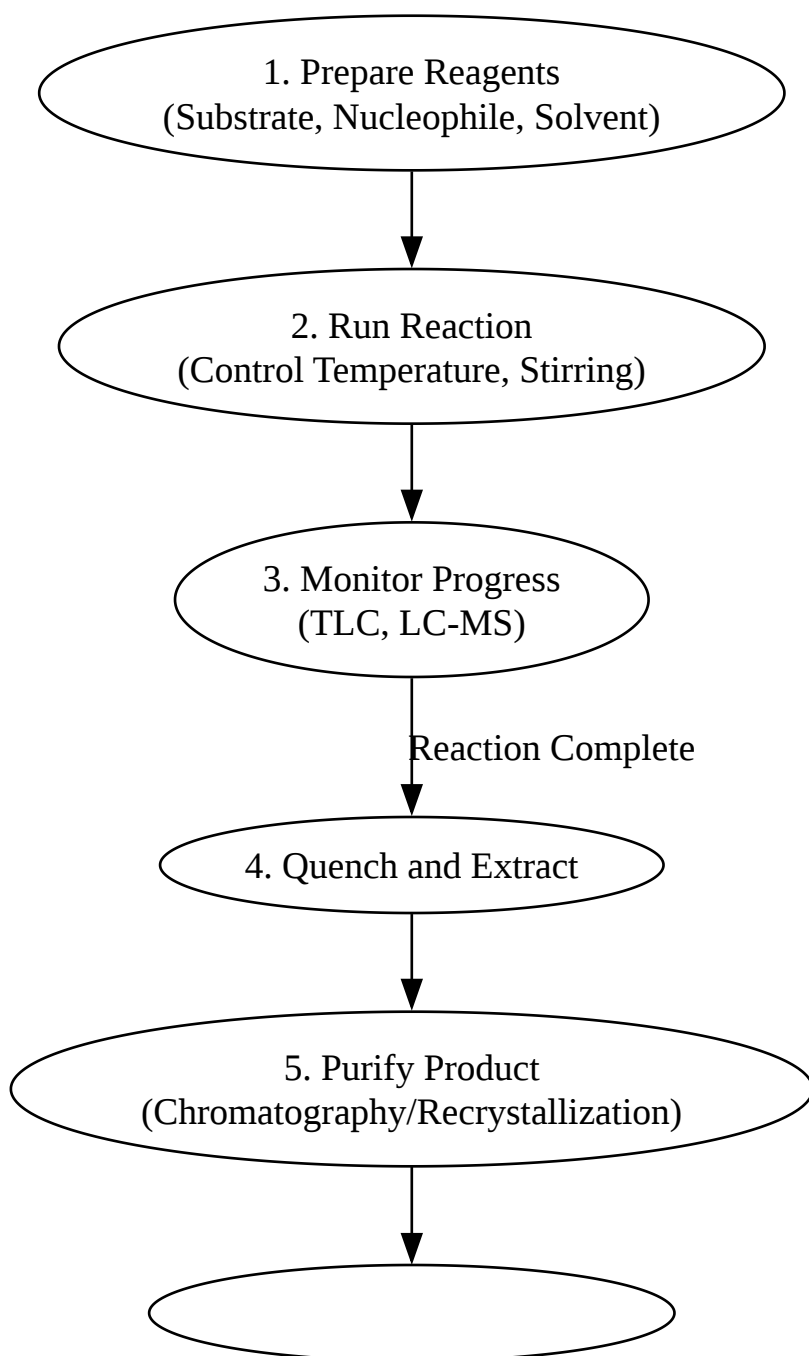 1. Prepare Reagents
(Substrate, Nucleophile, Solvent)
2. Run Reaction
(Control Temperature, Stirring)
3. Monitor Progress
(TLC, LC-MS)
Reaction Complete
4. Quench and Extract
5. Purify Product
(Chromatography/Recrystallization)